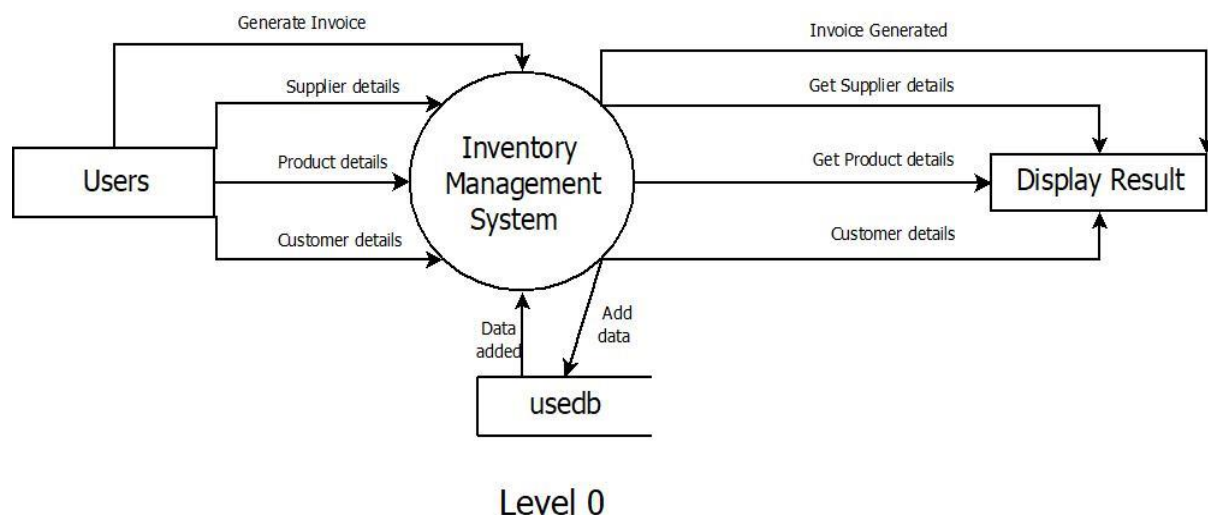 Generate Invoice
Invoice Generated
Supplier details
Get Supplier details
Users
Product details
Inventory
Management
System
Get Product details
Display Result
Customer details
Customer details
Data
added
Add
data
usedb
Level 0